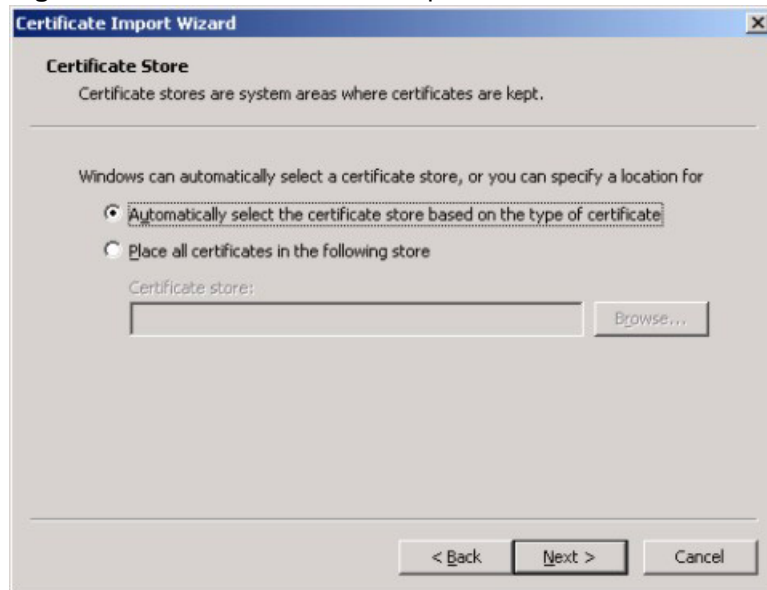 Certificate Import Wizard
Certificate Store
Certificate stores are system areas where certificates are kept.
Windows can automatically select a certificate store, or you can specify a location for
Automatically select the certificate store based on the type of certificate
Place all certificates in the following store
Certificate store:
Browse...
< Back Next > Cancel